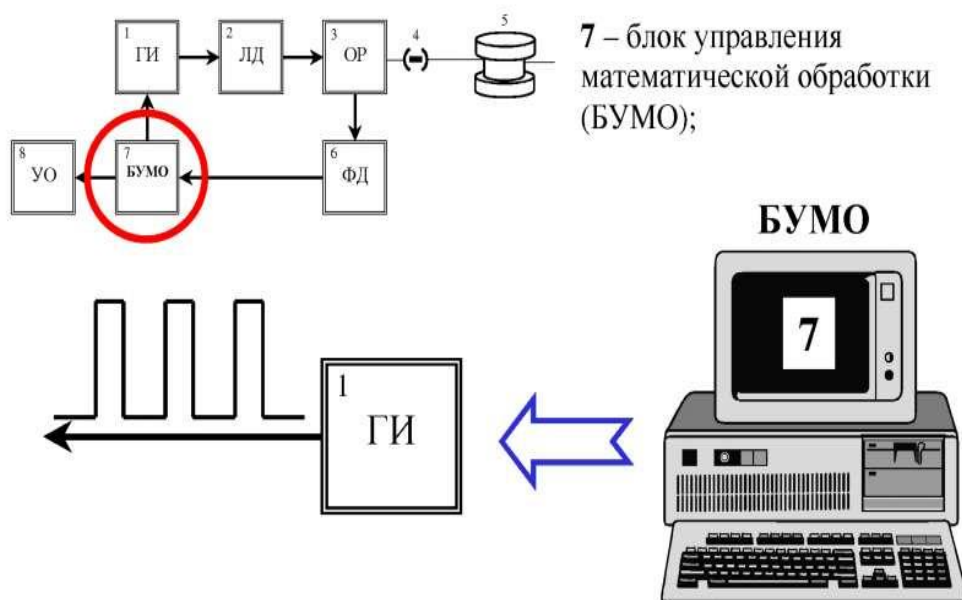 1
ГИ
2
ЛД
3
ОР
4
5
7 – блок управления
математической обработки
(БУМО);
8
УО
7
БУМО
6
ФД
БУМО
7
1
ГИ